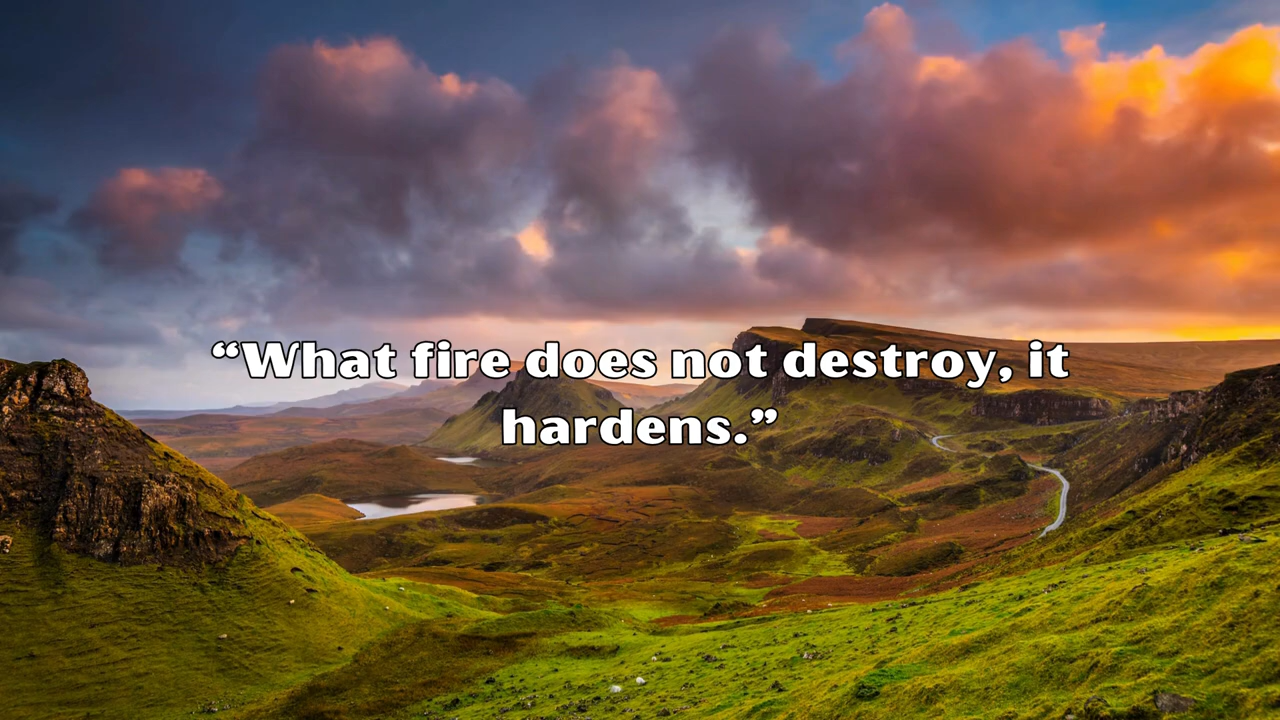 “What fire does not destroy, it
hardens.”